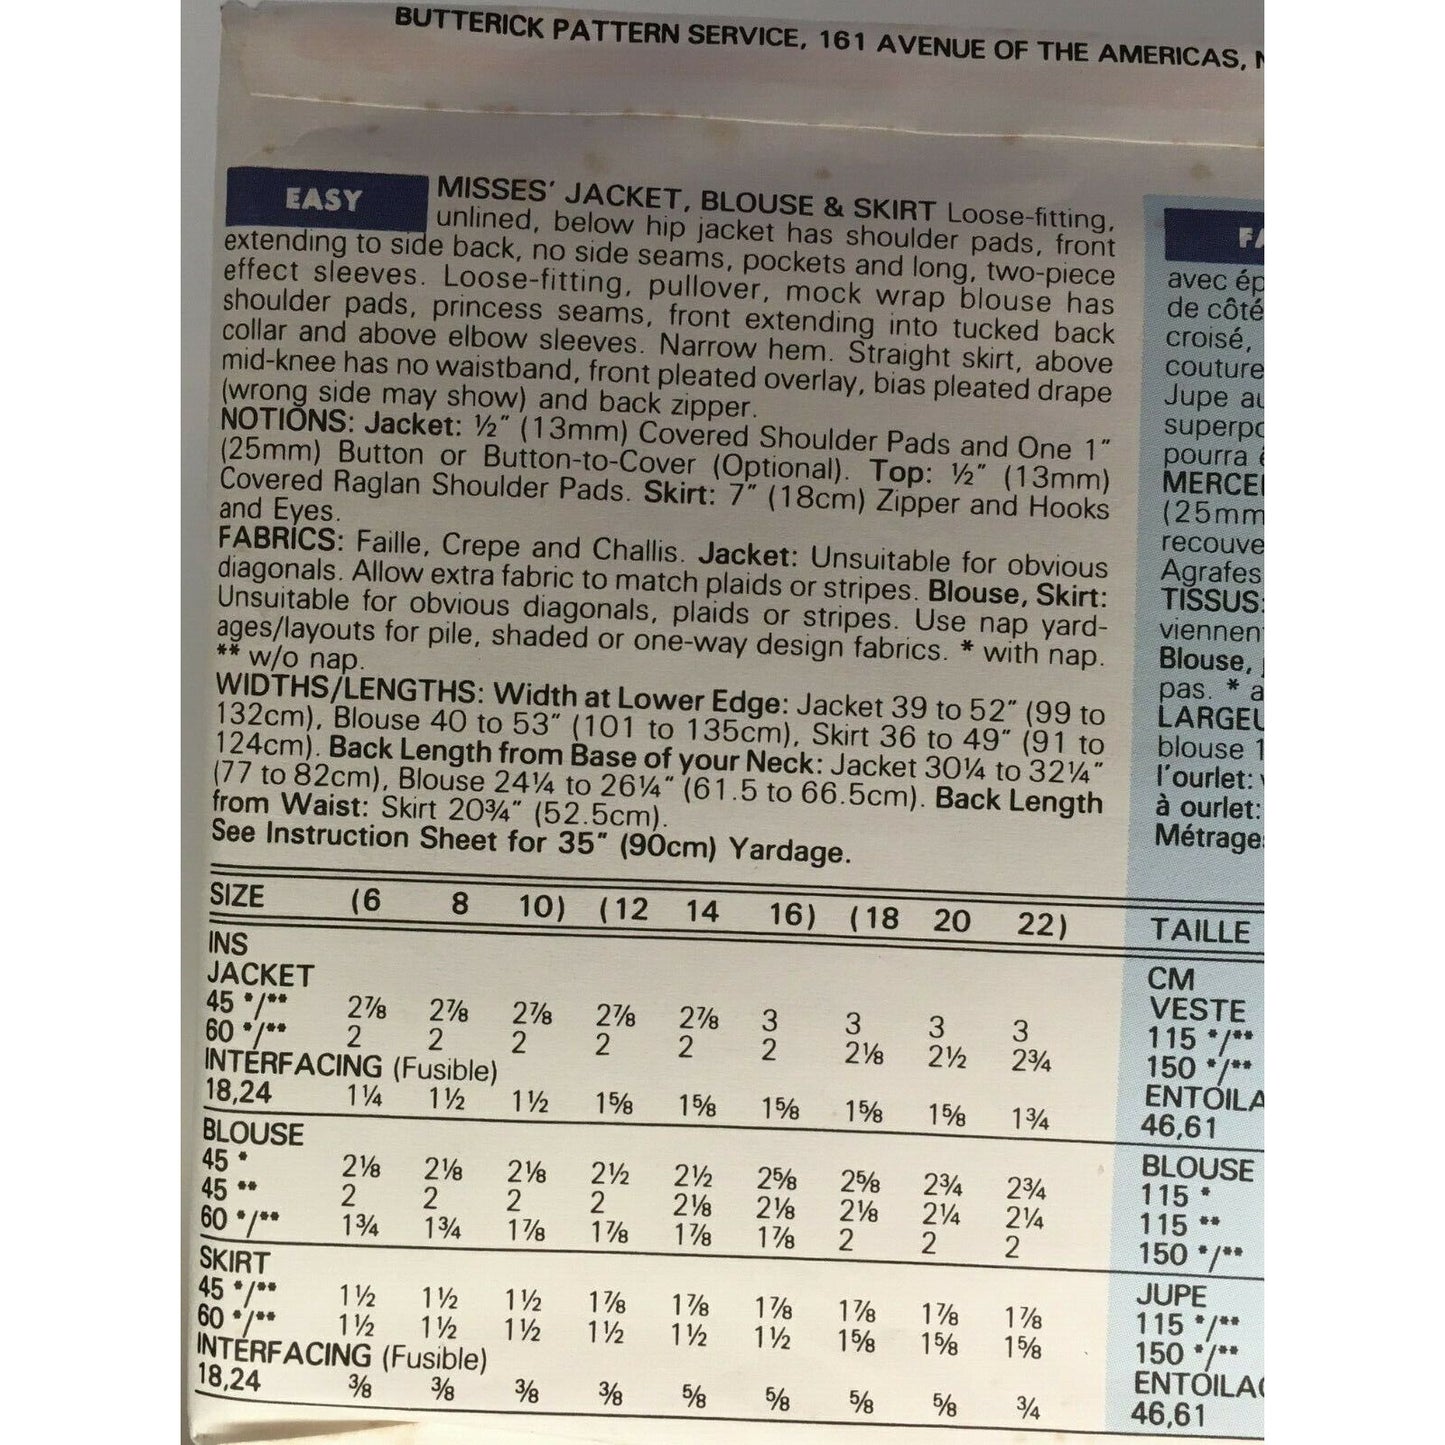 BUTTERICK PATTERN SERVICE, 161 AVENUE OF THE AMERICAS,
EASY MISSES' JACKET, BLOUSE & SKIRT Loose-fitting,
unlined, below hip jacket has shoulder pads, front
extending to side back, no side seams, pockets and long, two-piece
effect sleeves. Loose-fitting, pullover, mock wrap blouse has
shoulder pads, princess seams, front extending into tucked back
collar and above elbow sleeves. Narrow hem. Straight skirt, above
mid-knee has no waistband, front pleated overlay, bias pleated drape
(wrong side may show) and back zipper.
NOTIONS: Jacket: ½" (13mm) Covered Shoulder Pads and One 1"
(25mm) Button or Button-to-Cover (Optional). Top: ½" (13mm)
Covered Raglan Shoulder Pads. Skirt: 7" (18cm) Zipper and Hooks
and Eyes.
FABRICS: Faille, Crepe and Challis. Jacket: Unsuitable for obvious
diagonals. Allow extra fabric to match plaids or stripes. Blouse, Skirt:
Unsuitable for obvious diagonals, plaids or stripes. Use nap yard-
ages/layouts for pile, shaded or one-way design fabrics. * with nap.
** w/o nap.
WIDTHS/LENGTHS: Width at Lower Edge: Jacket 39 to 52" (99 to
132cm), Blouse 40 to 53" (101 to 135cm), Skirt 36 to 49" (91 to
124cm). Back Length from Base of your Neck: Jacket 30¼ to 32¼"
(77 to 82cm), Blouse 24¼ to 26¼" (61.5 to 66.5cm). Back Length
from Waist: Skirt 20¾" (52.5cm).
See Instruction Sheet for 35" (90cm) Yardage.
SIZE (6 8 10) (12 14 16) (18 20 22)
INS
JACKET
45 */** 2⅞ 2⅞ 2⅞ 2⅞ 2⅞ 3 3 3 3
60 */** 2 2 2 2 2 2 2⅛ 2½ 2¾
INTERFACING (Fusible)
18,24 1¼ 1½ 1½ 1⅝ 1⅝ 1⅝ 1⅝ 1⅝ 1¾
BLOUSE
45 * 2⅛ 2⅛ 2⅛ 2½ 2½ 2⅝ 2⅝ 2¾ 2¾
45 ** 2 2 2 2 2⅛ 2⅛ 2⅛ 2¼ 2¼
60 */** 1¾ 1¾ 1⅞ 1⅞ 1⅞ 1⅞ 2 2 2
SKIRT
45 */** 1½ 1½ 1½ 1⅞ 1⅞ 1⅞ 1⅞ 1⅞ 1⅞
60 */** 1½ 1½ 1½ 1½ 1½ 1½ 1⅝ 1⅝ 1⅝
INTERFACING (Fusible)
18,24 ⅜ ⅜ ⅜ ⅜ ⅝ ⅝ ⅝ ⅝ ¾
avec
de côté
croisé,
couture
Jupe
pourra
(25mm
Agrafes
TISSUS:
Blouse,
pas. *
blouse
l'ourlet:
à ourlet:
TAILLE
CM
VESTE
115 */**
150 */**
46,61
BLOUSE
115 *
115 **
150 */**
JUPE
115 */**
150 */**
46,61